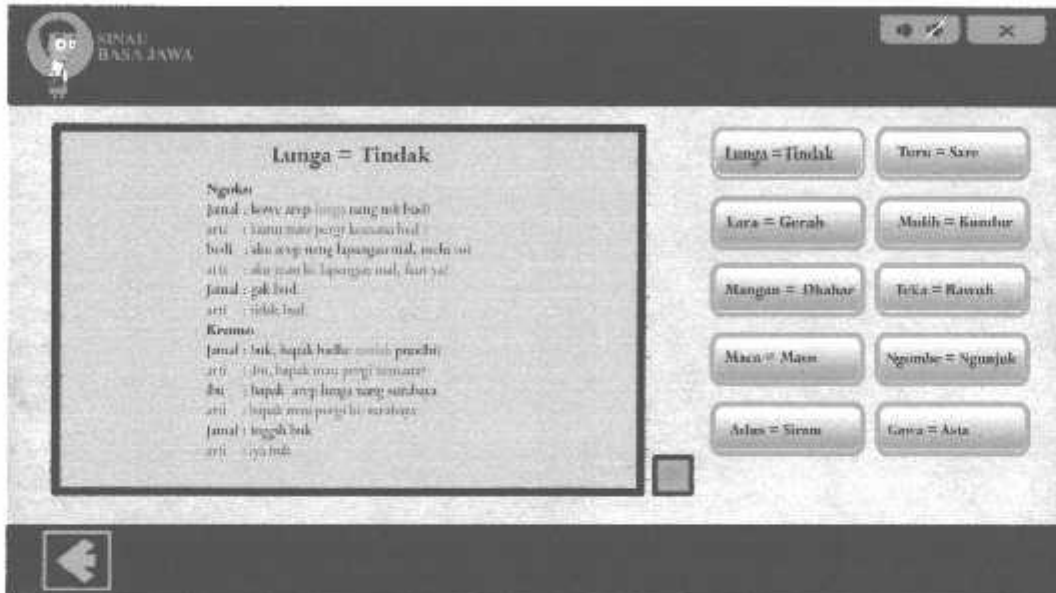 SINAU
BASA JAWA
Lunga = Tindak
Ngoko
Jamal : kowe arep lunga nang ndi bud?
arti : kamu mau pergi kemana bud ?
budi : aku arep nang lapangan mal, melu
arti : aku mau ke lapangan mal, ikut ya?
Jamal : gak bud.
arti : tidak bud.
Kromo
Jamal : buk, bapak badhe tindak pundhi?
arti : ibu, bapak mau pergi kemana?
ibu : bapak arep lunga nang surabaya
arti : bapak mau pergi ke surabaya
Jamal : inggih buk
arti : iya buk
Lunga = Tindak
Turu = Sare
Lara = Gerah
Mulih = Kundur
Mangan = Dhahar
Teka = Rawuh
Maca = Maos
Ngombe = Ngunjuk
Adus = Siram
Gawa = Asta